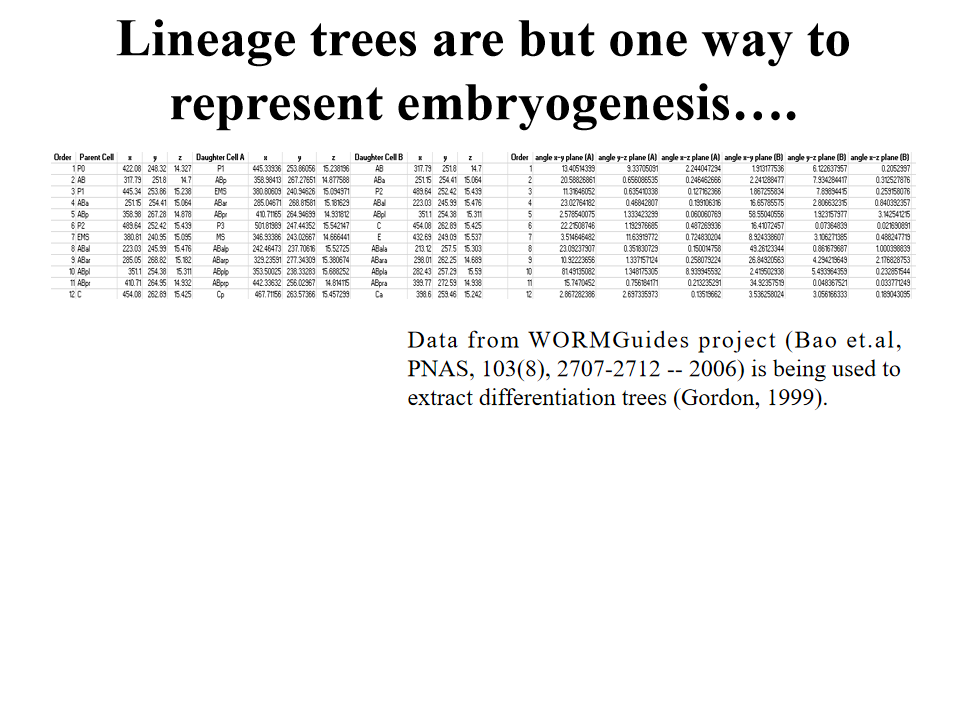 Lineage trees are but one way to
represent embryogenesis….
Order Parent Cell x y z Daughter Cell A x y z Daughter Cell B x y z Order angle x-y plane (A) angle y-z plane (A) angle x-z plane (A) angle x-y plane (B) angle y-z plane (B) angle x-z plane (B)
1 P0 422.08 248.32 14.327 P1 445.33936 253.86056 15.238196 AB 317.79 251.8 14.7 1 13.40514399 9.33705091 2.244047294 1.913177536 6.122637957 0.2052997
2 AB 317.79 251.8 14.7 ABp 358.98413 267.27651 14.877588 ABa 251.15 254.41 15.064 2 20.58826861 0.656086535 0.246462666 2.241288477 7.934284417 0.312527876
3 P1 445.34 253.86 15.238 EMS 380.80609 240.94626 15.094971 P2 489.64 252.42 15.439 3 11.31646052 0.635410338 0.127162366 1.867255834 7.89894415 0.259158076
4 ABa 251.15 254.41 15.064 ABar 285.04671 268.81581 15.181629 ABal 223.03 245.99 15.476 4 23.02764182 0.46842807 0.199106316 16.65785575 2.806632315 0.840392357
5 ABp 358.98 267.28 14.878 ABpr 410.71165 264.94699 14.931812 ABpl 351.1 254.38 15.311 5 2.578540075 1.333423299 0.060060769 58.55040556 1.923157977 3.142541215
6 P2 489.64 252.42 15.439 P3 501.81989 247.44352 15.542147 C 454.08 262.89 15.425 6 22.21508746 1.192976685 0.487269936 16.41072457 0.07364839 0.021690891
7 EMS 380.81 240.95 15.095 MS 346.93386 243.02667 14.666441 E 432.69 249.09 15.537 7 3.514646482 11.63919772 0.724830204 8.924338607 3.106271385 0.488247719
8 ABal 223.03 245.99 15.476 ABalp 242.46473 237.70616 15.52725 ABala 213.12 257.5 15.303 8 23.09237907 0.351830729 0.150014758 49.26123344 0.861679687 1.000398839
9 ABar 285.05 268.82 15.182 ABarp 329.23591 277.34309 15.380674 ABara 298.01 262.25 14.689 9 10.92223656 1.337157124 0.258079224 26.84920563 4.294219649 2.176828753
10 ABpl 351.1 254.38 15.311 ABplp 353.50025 238.33283 15.688252 ABpla 282.43 257.29 15.59 10 81.49135082 1.348175305 8.939945592 2.419502938 5.493964359 0.232851544
11 ABpr 410.71 264.95 14.932 ABprp 442.33632 256.02967 14.814115 ABpra 399.77 272.59 14.938 11 15.7470452 0.756184171 0.213235291 34.92357519 0.048367521 0.033771249
12 C 454.08 262.89 15.425 Cp 467.71156 263.57366 15.457299 Ca 398.6 259.46 15.242 12 2.867282386 2.697335973 0.13519662 3.536258024 3.056166333 0.189043095
Data from WORMGuides project (Bao et.al,
PNAS, 103(8), 2707-2712 -- 2006) is being used to
extract differentiation trees (Gordon, 1999).